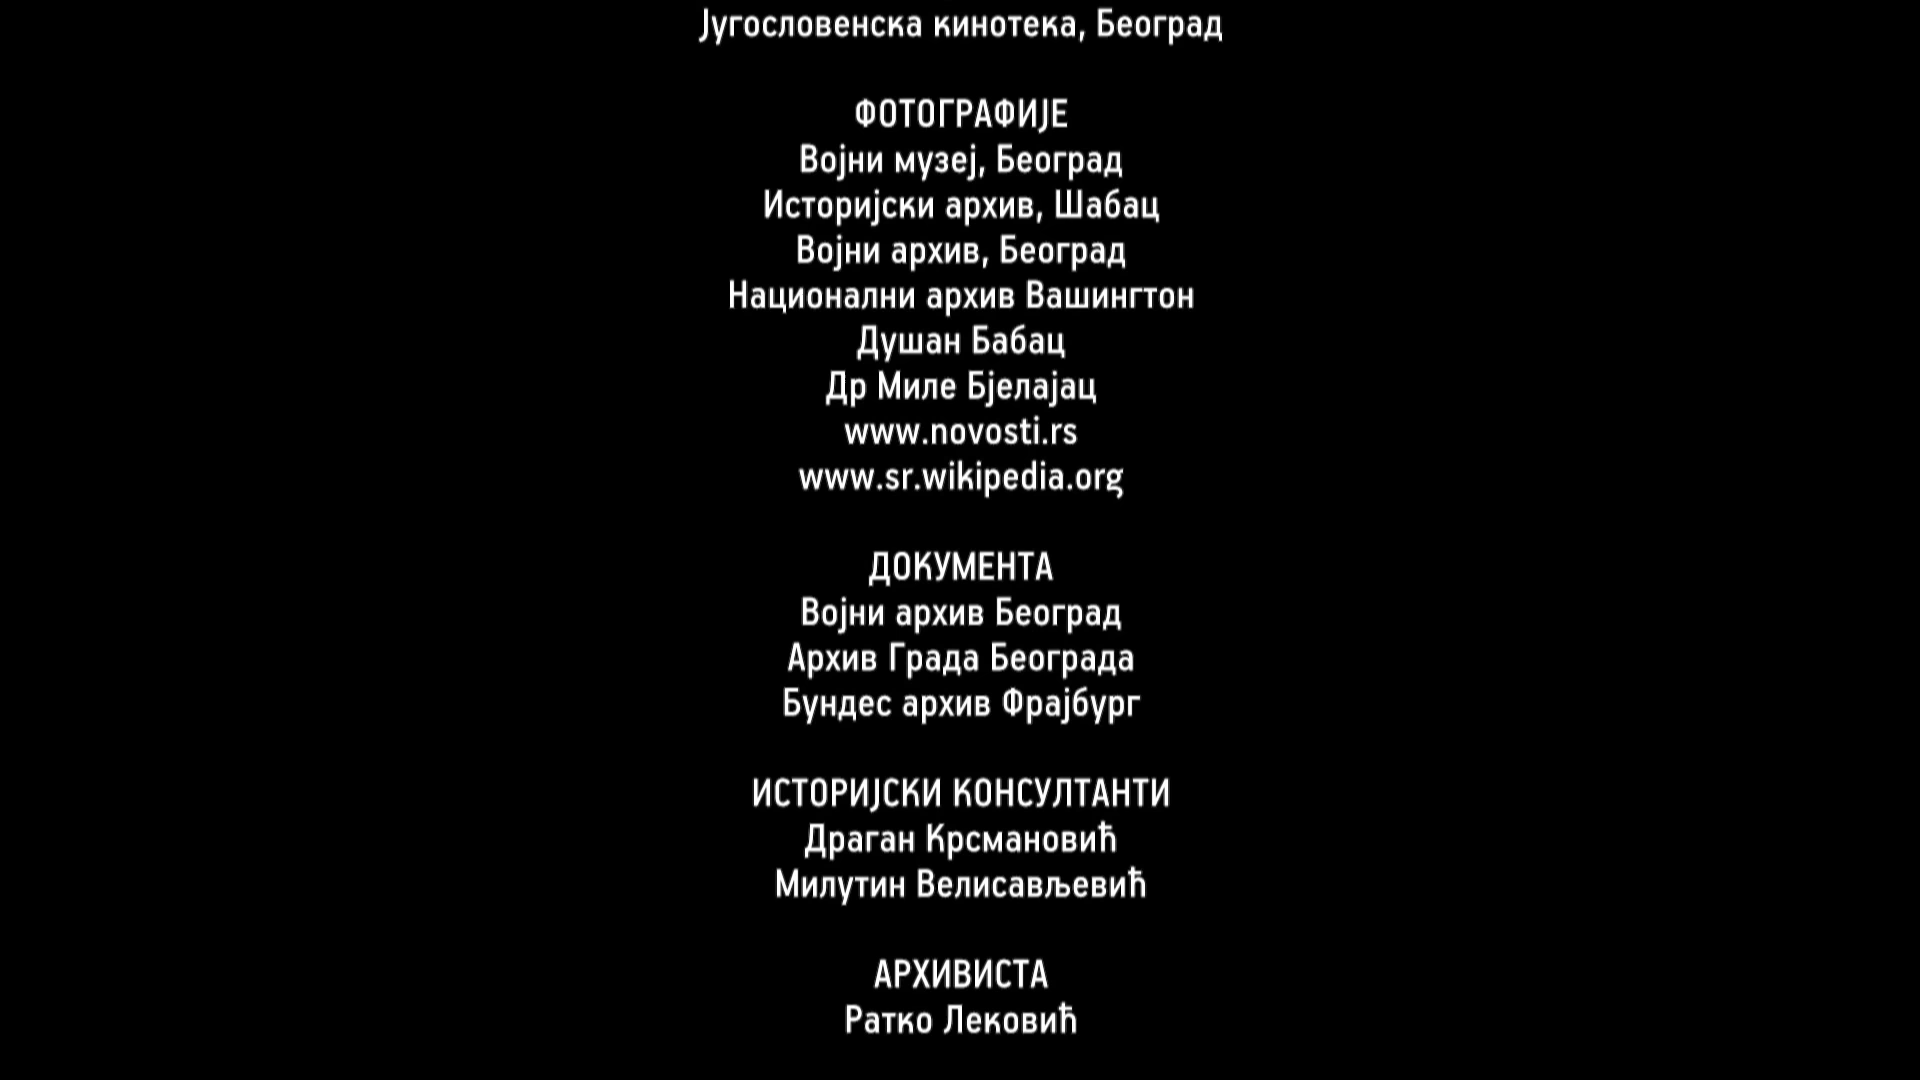 Југословенска кинотека, Београд
ФОТОГРАФИЈЕ
Војни музеј, Београд
Историјски архив, Шабац
Војни архив, Београд
Национални архив Вашингтон
Душан Бабац
Др Миле Бјелајац
www.novosti.rs
www.sr.wikipedia.org
ДОКУМЕНТА
Војни архив Београд
Архив Града Београда
Бундес архив Фрајбург
ИСТОРИЈСКИ КОНСУЛТАНТИ
Драган Крсмановић
Милутин Велисављевић
АРХИВИСТА
Ратко Лековић